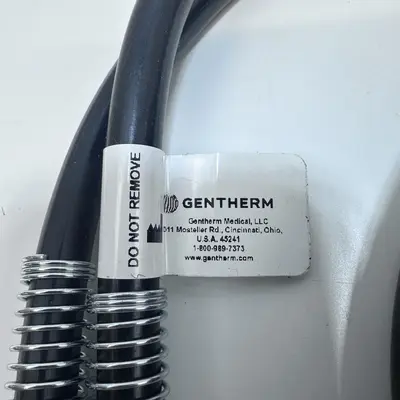 DO NOT REMOVE
GENTHERM
Gentherm Medical, LLC
011 Mosteller Rd., Cincinnati, Ohio,
U.S.A. 45241
1-800-989-7373
www.gentherm.com